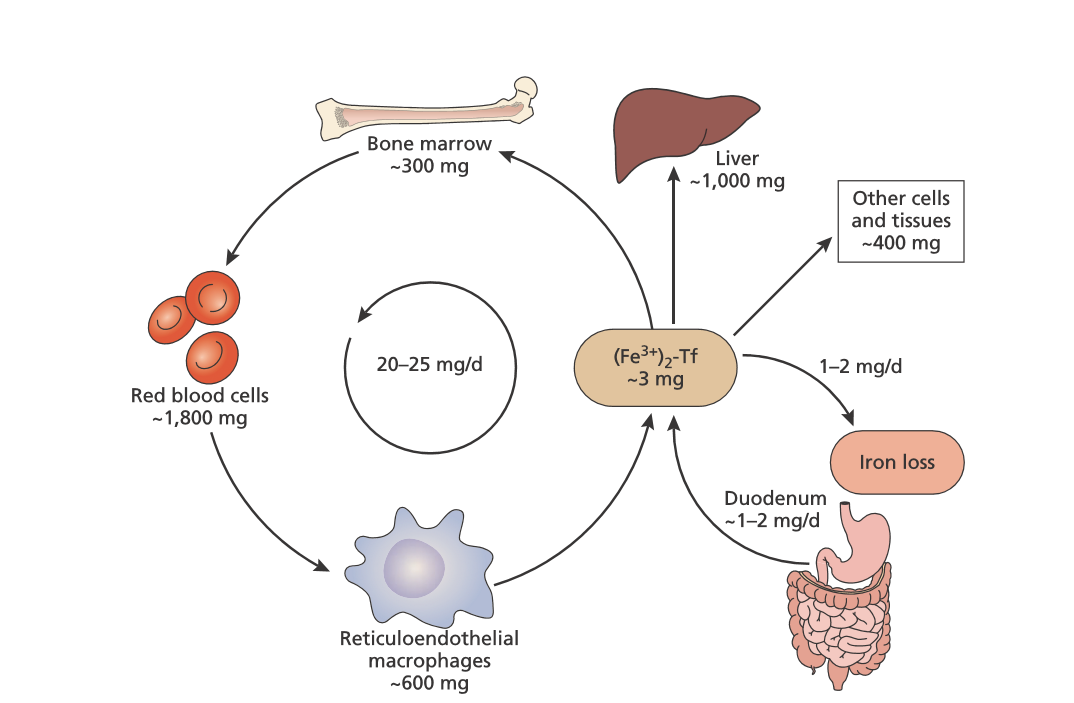 Bone marrow
~300 mg
Liver
~1,000 mg
Other cells
and tissues
~400 mg
(Fe³⁺)₂-Tf
~3 mg
20–25 mg/d
1–2 mg/d
Red blood cells
~1,800 mg
Iron loss
Duodenum
~1–2 mg/d
Reticuloendothelial
macrophages
~600 mg